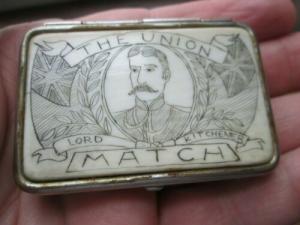 THE UNION
LORD KITCHENER
MATCH